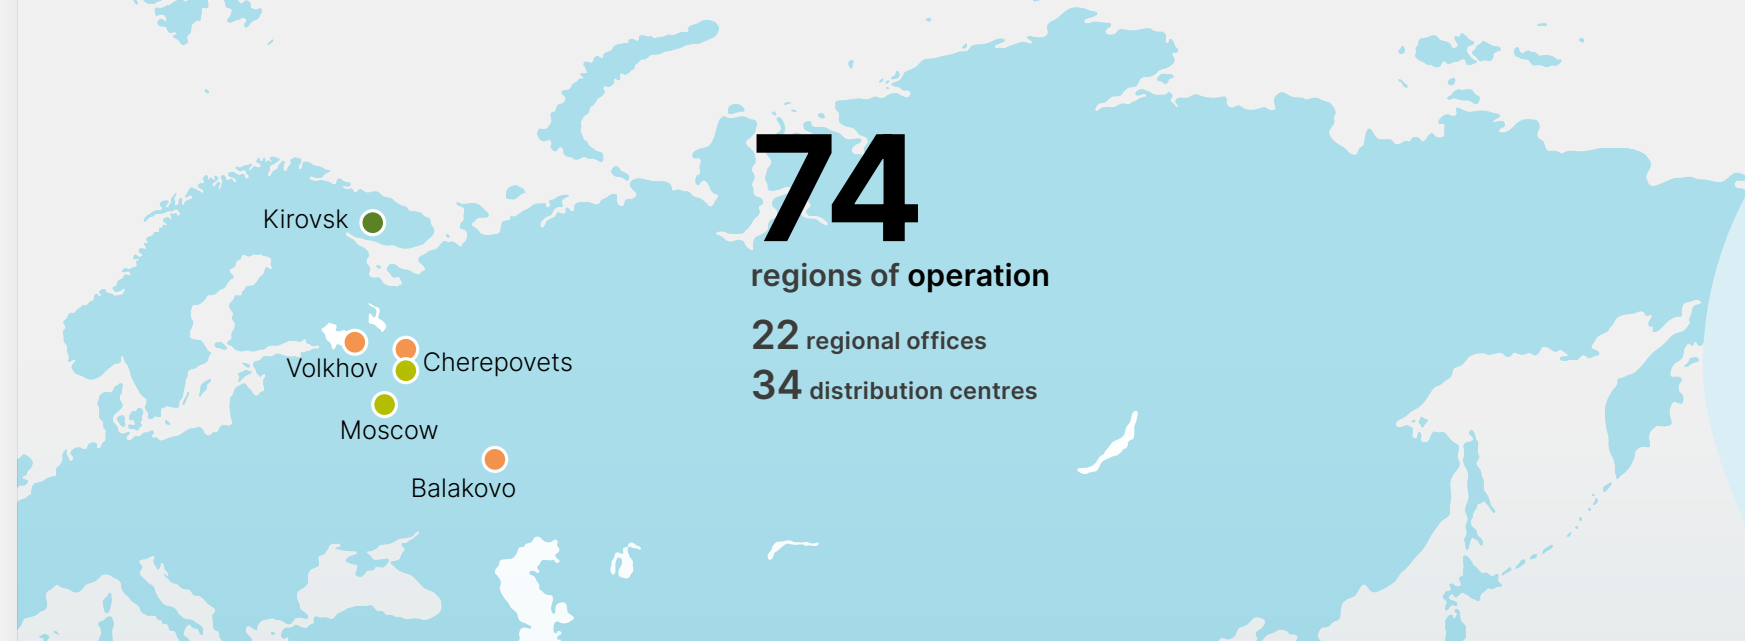 74
regions of operation
22 regional offices
34 distribution centres
Kirovsk
Volkhov
Cherepovets
Moscow
Balakovo